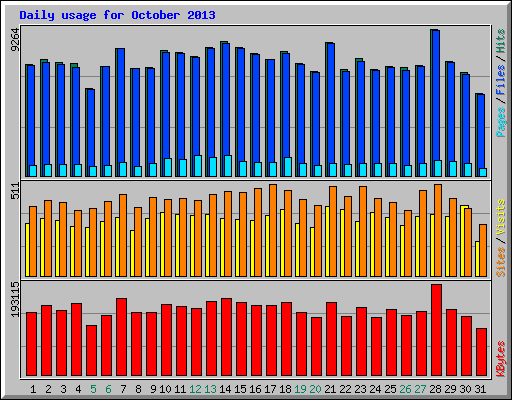 Daily usage for October 2013
9264
Pages / Files / Hits
511
Sites / Visits
193115
KBytes
1 2 3 4 5 6 7 8 9 10 11 12 13 14 15 16 17 18 19 20 21 22 23 24 25 26 27 28 29 30 31